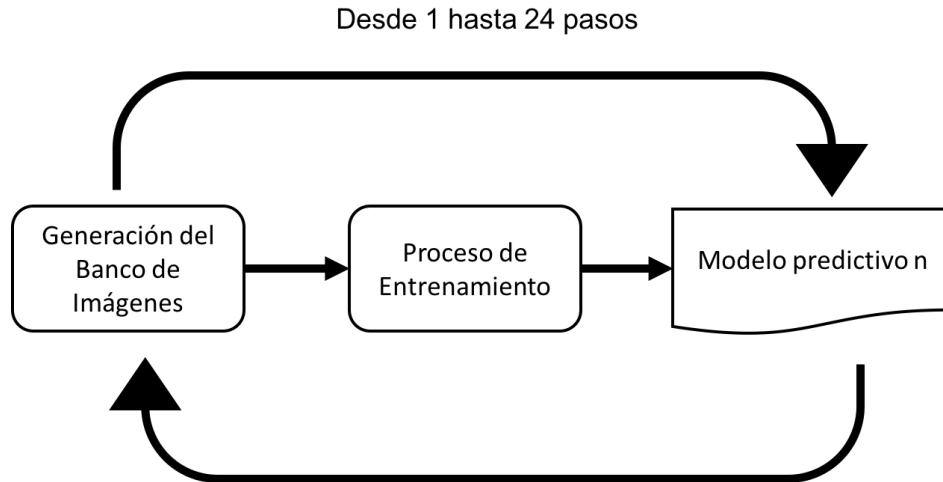 Desde 1 hasta 24 pasos
Generación del
Banco de
Imágenes
Proceso de
Entrenamiento
Modelo predictivo n